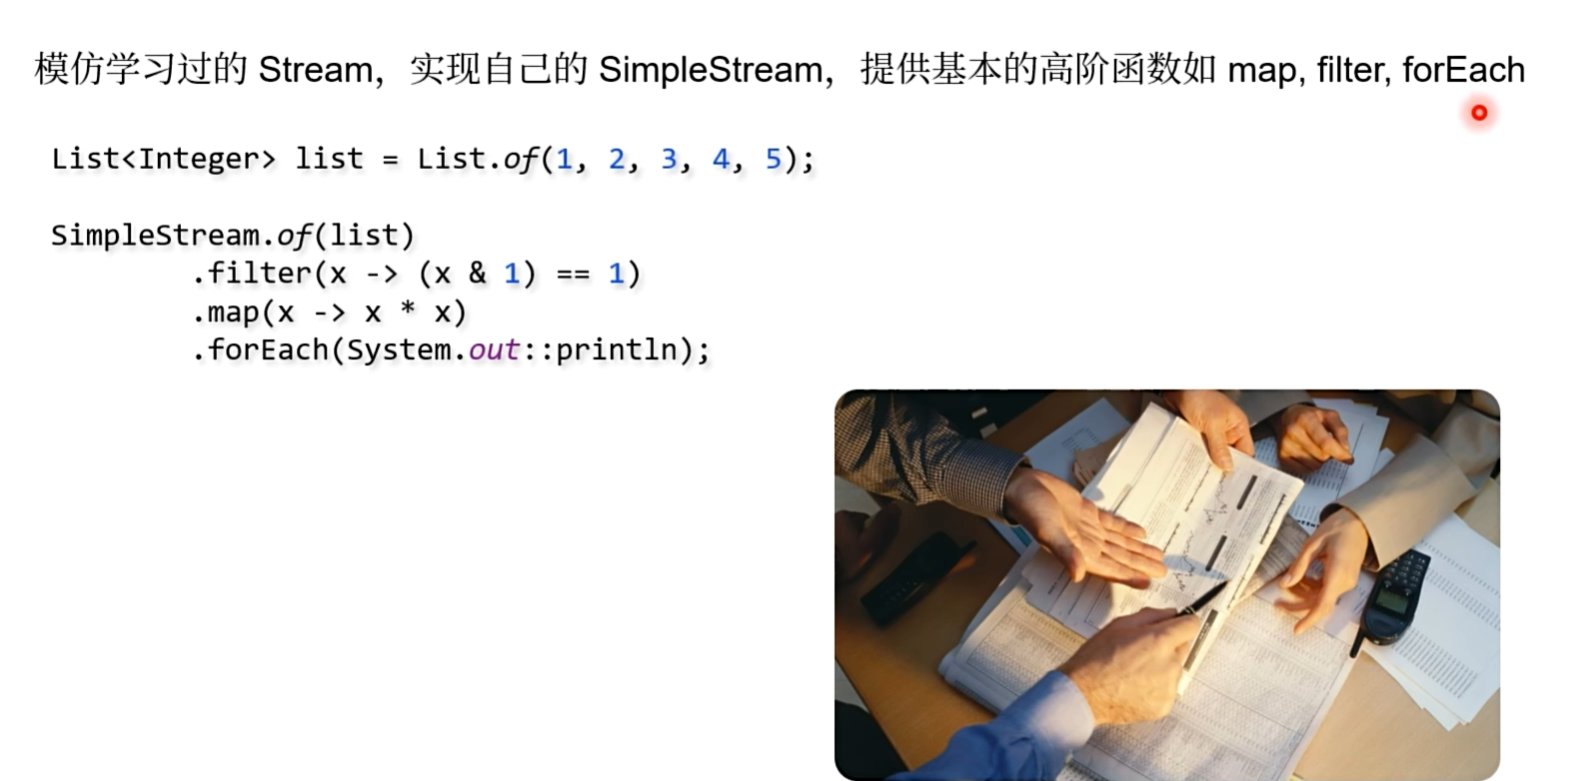 模仿学习过的 Stream，实现自己的 SimpleStream，提供基本的高阶函数如 map, filter, forEach
List<Integer> list = List.of(1, 2, 3, 4, 5);
SimpleStream.of(list)
.filter(x -> (x & 1) == 1)
.map(x -> x * x)
.forEach(System.out::println);